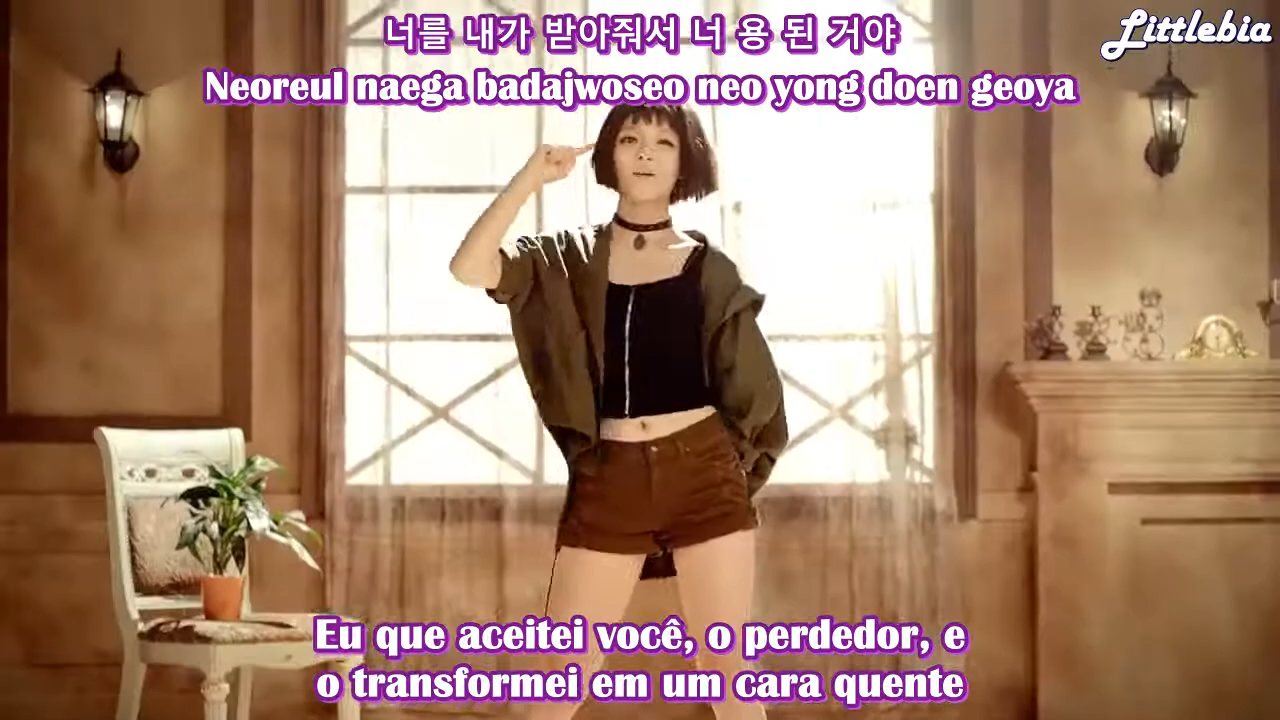 너를 내가 받아줘서 너 용 된 거야
Littlebia
Neoreul naega badajwoseo neo yong doen geoya
Eu que aceitei você, o perdedor, e
o transformei em um cara quente